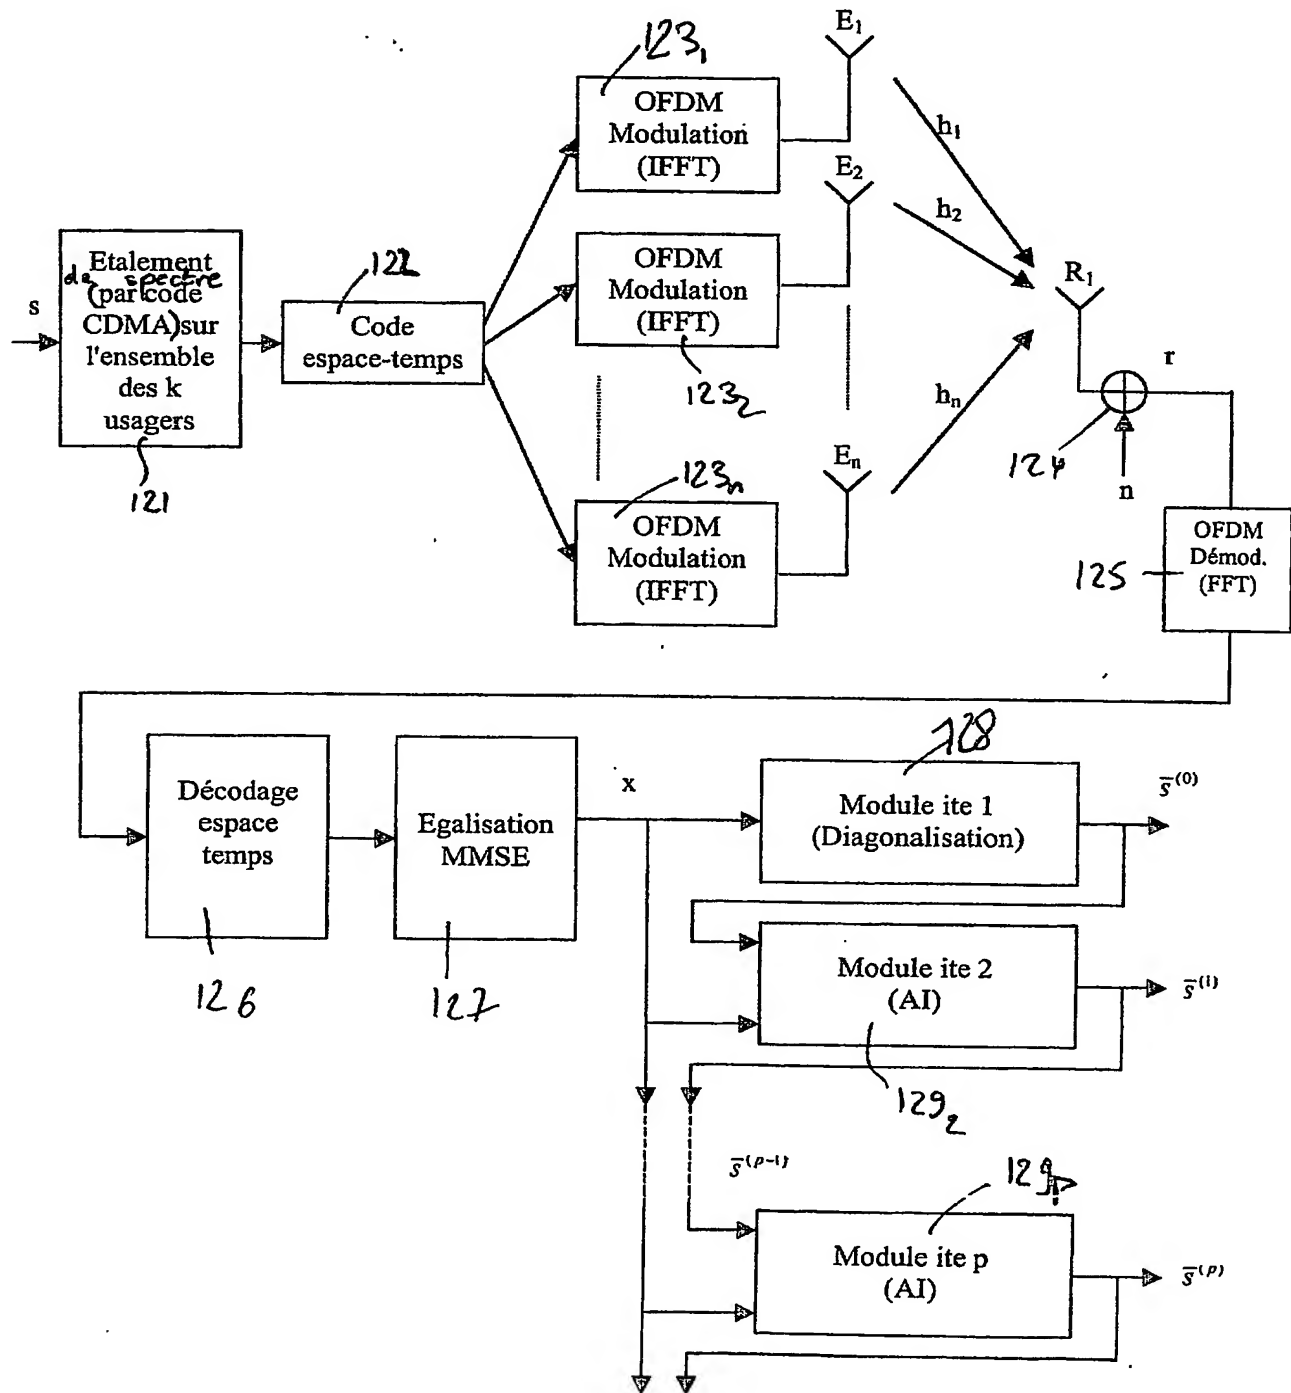 E₁
123₁
OFDM
Modulation
(IFFT)
h₁
E₂
h₂
Etalement
de spectre
(par code
CDMA) sur
l'ensemble
des k
usagers
s
121
122
Code
espace-temps
OFDM
Modulation
(IFFT)
123₂
R₁
r
hₙ
124
n
Eₙ
123ₙ
OFDM
Modulation
(IFFT)
OFDM
Démod.
(FFT)
125
Décodage
espace
temps
126
Egalisation
MMSE
127
x
128
Module ite 1
(Diagonalisation)
s̅⁽⁰⁾
Module ite 2
(AI)
s̅⁽¹⁾
129₂
s̅⁽ᵖ⁻¹⁾
129ₚ
Module ite p
(AI)
s̅⁽ᵖ⁾